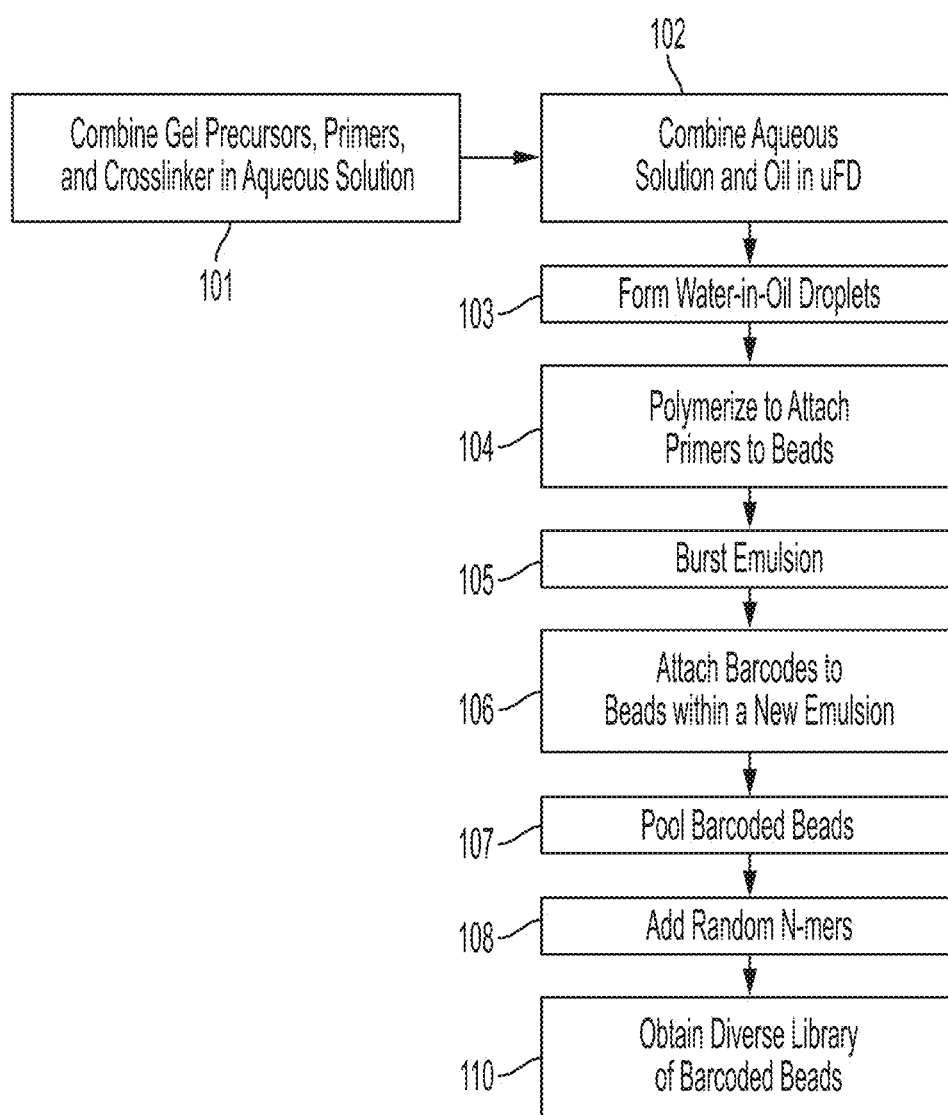 102
Combine Gel Precursors, Primers,
and Crosslinker in Aqueous Solution
101
Combine Aqueous
Solution and Oil in uFD
103
Form Water-in-Oil Droplets
104
Polymerize to Attach
Primers to Beads
105
Burst Emulsion
106
Attach Barcodes to
Beads within a New Emulsion
107
Pool Barcoded Beads
108
Add Random N-mers
110
Obtain Diverse Library
of Barcoded Beads